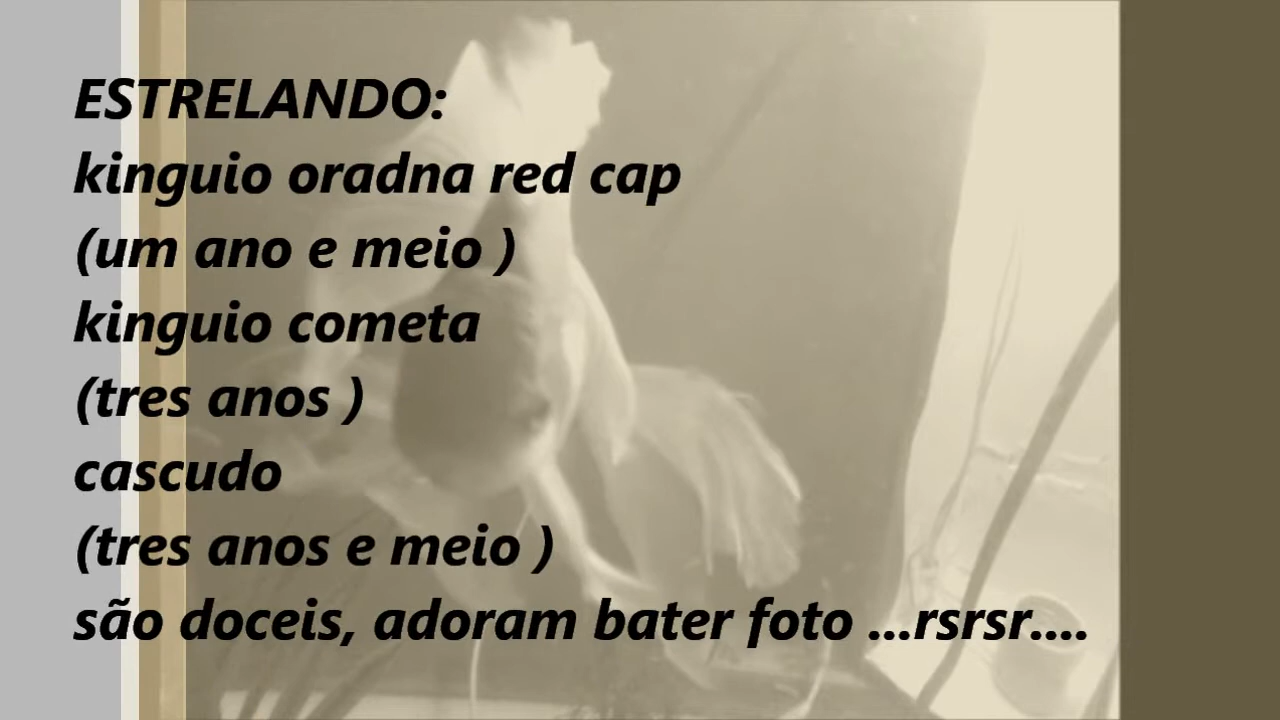 ESTRELANDO:
kinguio oradna red cap
(um ano e meio )
kinguio cometa
(tres anos )
cascudo
(tres anos e meio )
são doceis, adoram bater foto ...rsrsr....